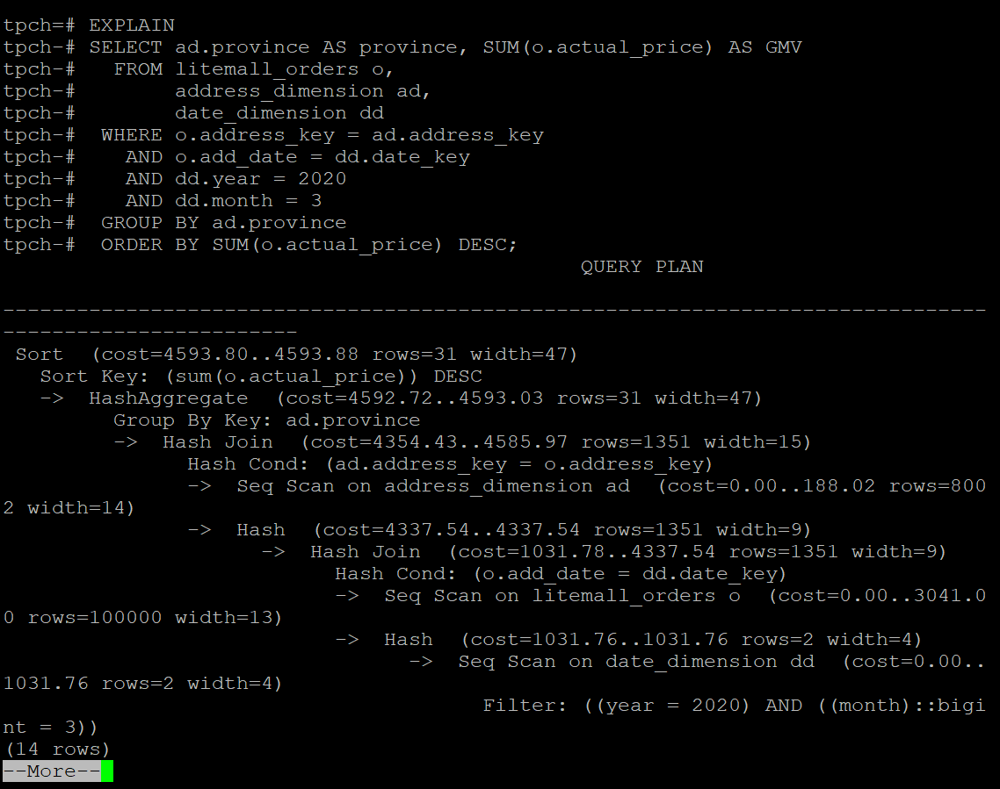 tpch=# EXPLAIN
tpch-# SELECT ad.province AS province, SUM(o.actual_price) AS GMV
tpch-#   FROM litemall_orders o,
tpch-#        address_dimension ad,
tpch-#        date_dimension dd
tpch-#  WHERE o.address_key = ad.address_key
tpch-#    AND o.add_date = dd.date_key
tpch-#    AND dd.year = 2020
tpch-#    AND dd.month = 3
tpch-#  GROUP BY ad.province
tpch-#  ORDER BY SUM(o.actual_price) DESC;
                                               QUERY PLAN
--------------------------------------------------------------------------------
------------------------
 Sort  (cost=4593.80..4593.88 rows=31 width=47)
   Sort Key: (sum(o.actual_price)) DESC
   ->  HashAggregate  (cost=4592.72..4593.03 rows=31 width=47)
         Group By Key: ad.province
         ->  Hash Join  (cost=4354.43..4585.97 rows=1351 width=15)
               Hash Cond: (ad.address_key = o.address_key)
               ->  Seq Scan on address_dimension ad  (cost=0.00..188.02 rows=800
2 width=14)
               ->  Hash  (cost=4337.54..4337.54 rows=1351 width=9)
                     ->  Hash Join  (cost=1031.78..4337.54 rows=1351 width=9)
                           Hash Cond: (o.add_date = dd.date_key)
                           ->  Seq Scan on litemall_orders o  (cost=0.00..3041.0
0 rows=100000 width=13)
                           ->  Hash  (cost=1031.76..1031.76 rows=2 width=4)
                                 ->  Seq Scan on date_dimension dd  (cost=0.00..
1031.76 rows=2 width=4)
                                       Filter: ((year = 2020) AND ((month)::bigi
nt = 3))
(14 rows)
--More--